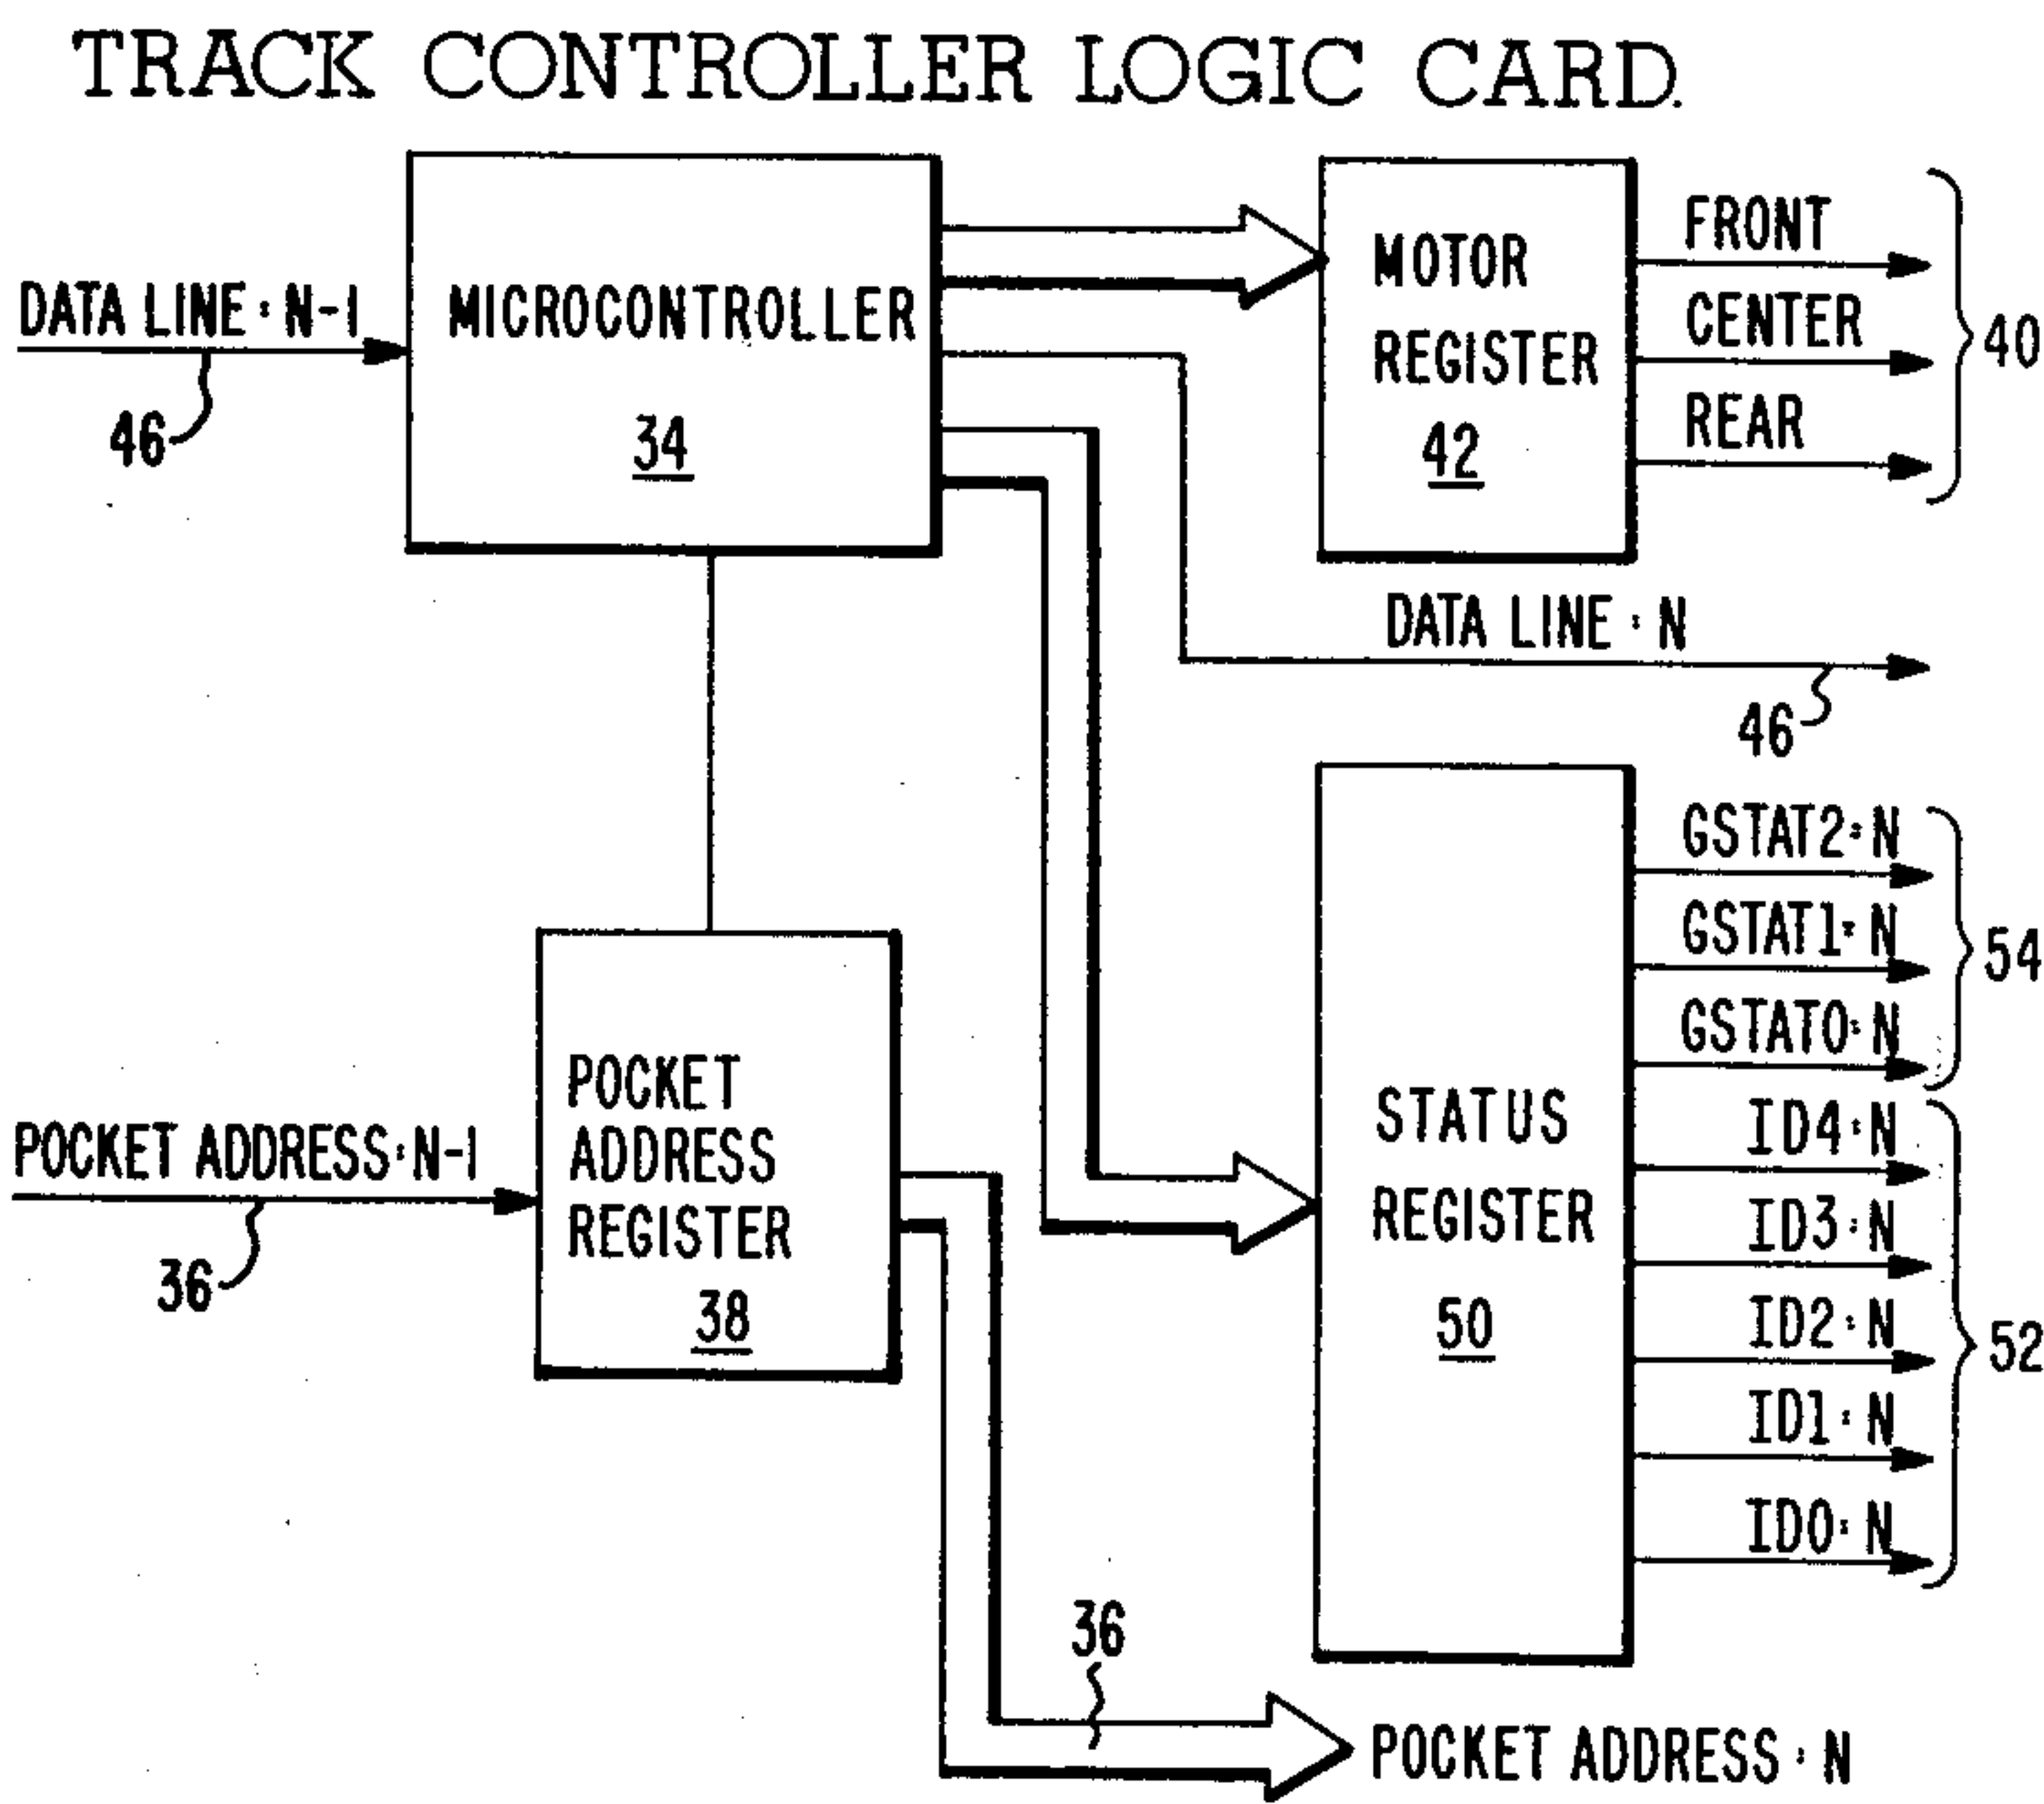 TRACK CONTROLLER LOGIC CARD.
DATA LINE: N-1
46
MICROCONTROLLER
34
MOTOR
REGISTER
42
FRONT
CENTER
REAR
40
DATA LINE: N
46
POCKET ADDRESS: N-1
36
POCKET
ADDRESS
REGISTER
38
STATUS
REGISTER
50
GSTAT2: N
GSTAT1: N
GSTAT0: N
54
ID4: N
ID3: N
ID2: N
ID1: N
ID0: N
52
36
POCKET ADDRESS: N